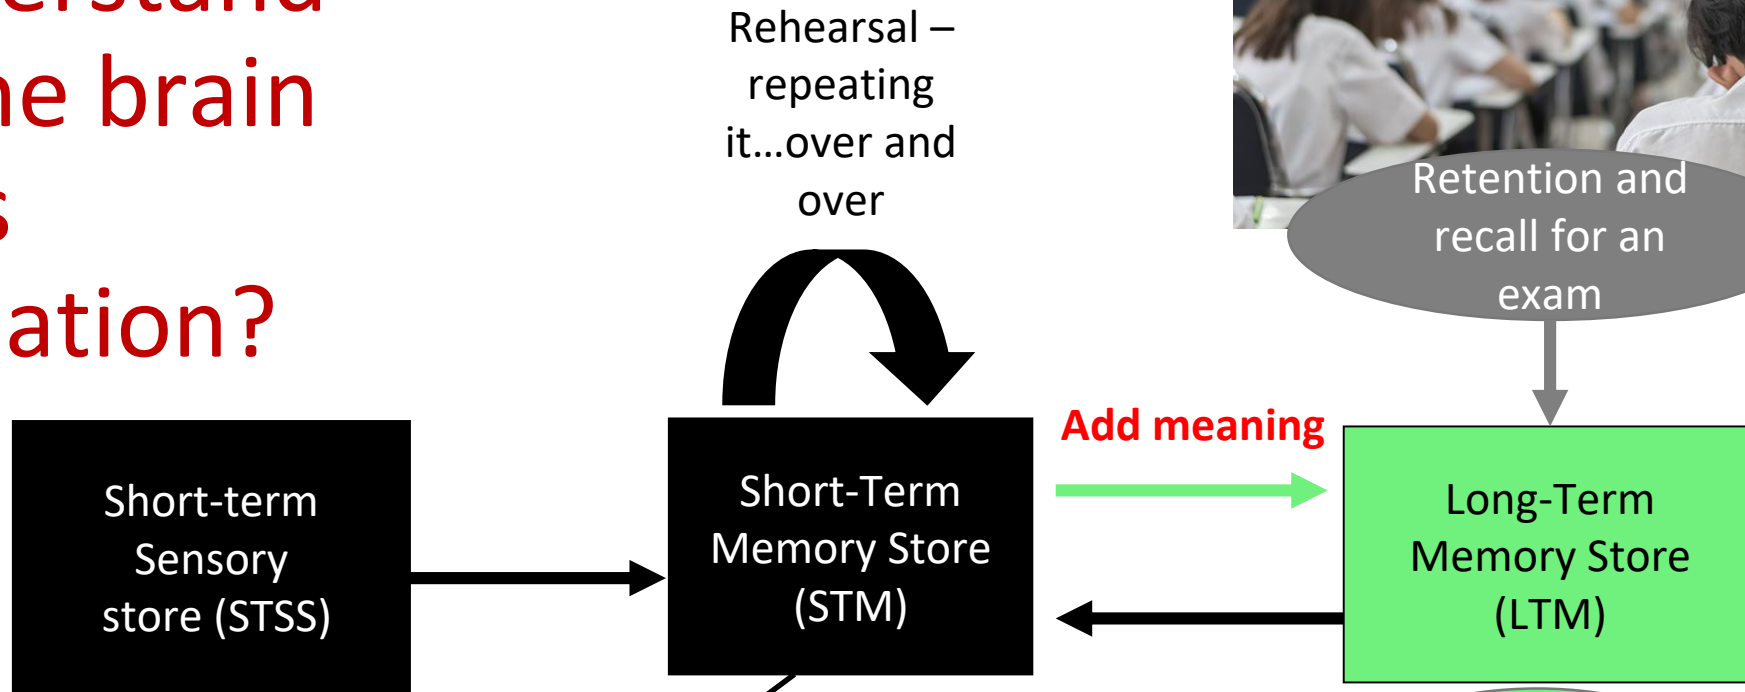 erstand
ne brain
s
ation?
Rehearsal –
repeating
it...over and
over
Retention and
recall for an
exam
Add meaning
Short-term
Sensory
store (STSS)
Short-Term
Memory Store
(STM)
Long-Term
Memory Store
(LTM)